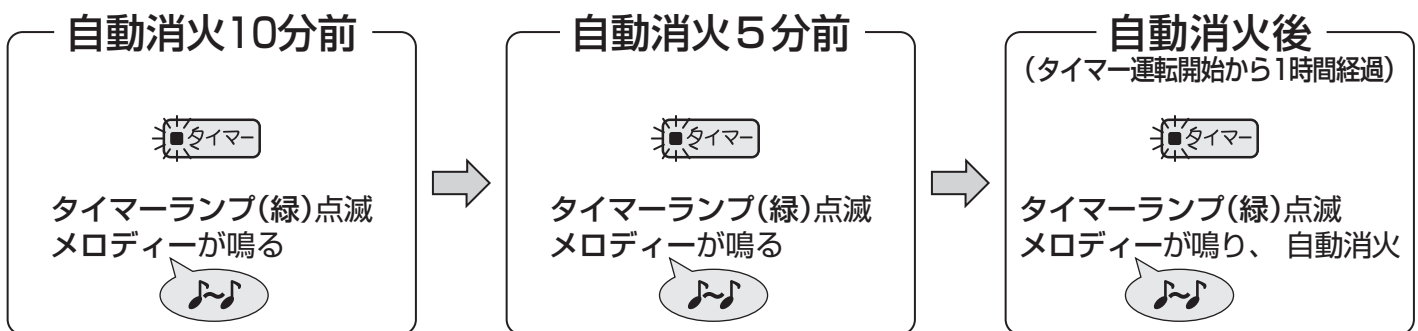 自動消火10分前
タイマー
タイマーランプ(緑)点滅
メロディーが鳴る
自動消火5分前
タイマー
タイマーランプ(緑)点滅
メロディーが鳴る
自動消火後
(タイマー運転開始から1時間経過)
タイマー
タイマーランプ(緑)点滅
メロディーが鳴り、自動消火